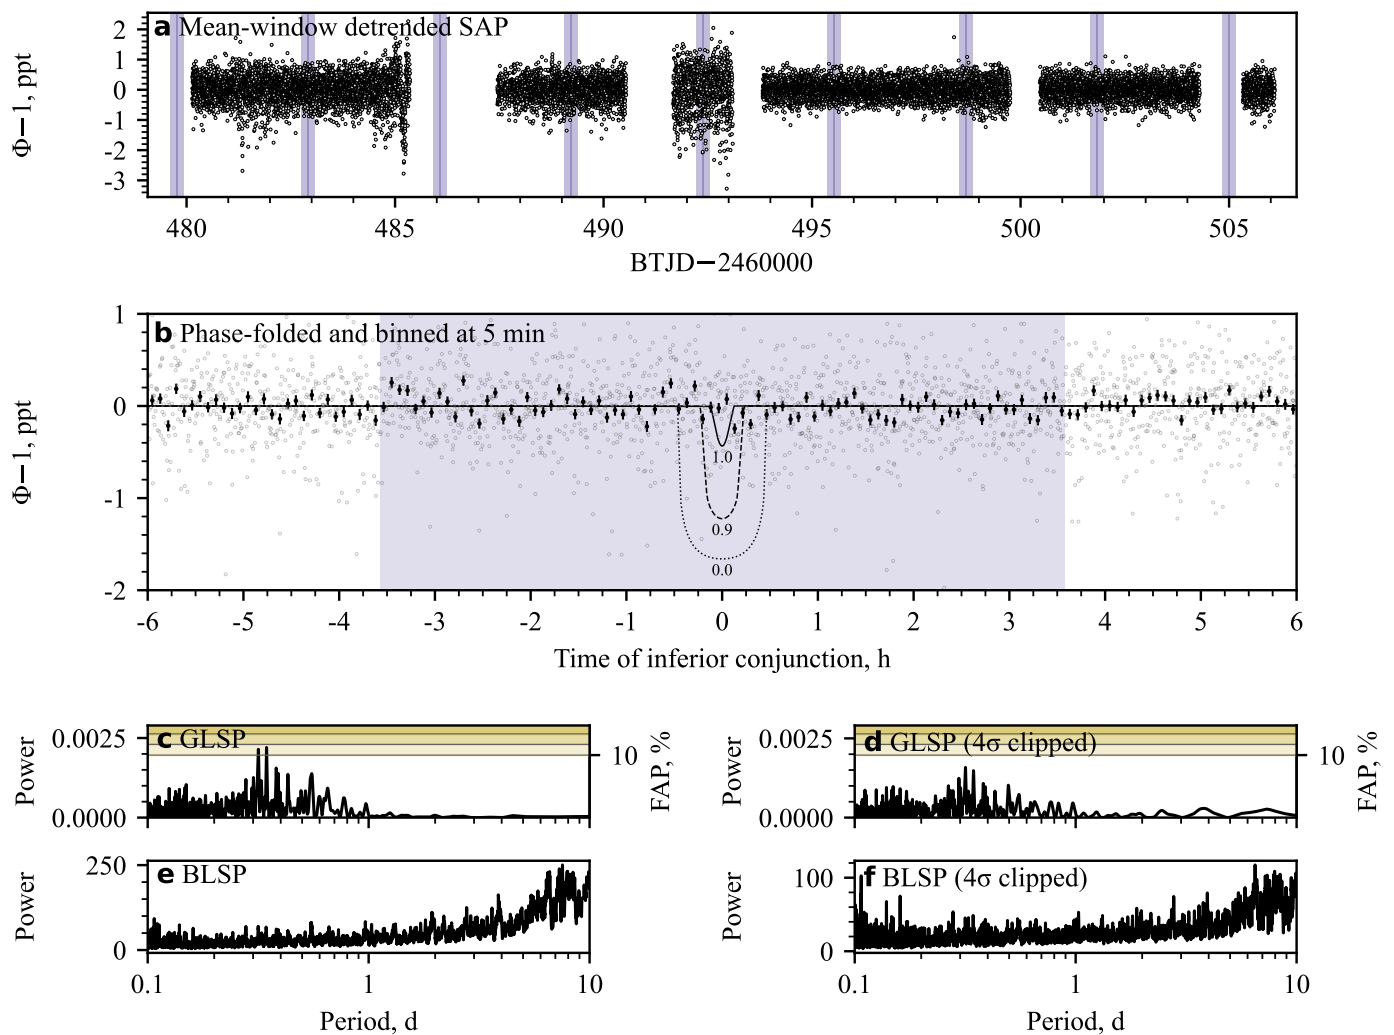 a Mean-window detrended SAP
Φ−1, ppt
2
1
0
-1
-2
-3
480 485 490 495 500 505
BTJD−2460000
b Phase-folded and binned at 5 min
Φ−1, ppt
1
0
-1
-2
1.0
0.9
0.0
-6 -5 -4 -3 -2 -1 0 1 2 3 4 5 6
Time of inferior conjunction, h
c GLSP
Power
0.0025
0.0000
10
FAP, %
d GLSP (4σ clipped)
Power
0.0025
0.0000
10
FAP, %
e BLSP
Power
250
0
0.1 1 10
Period, d
f BLSP (4σ clipped)
Power
100
0
0.1 1 10
Period, d